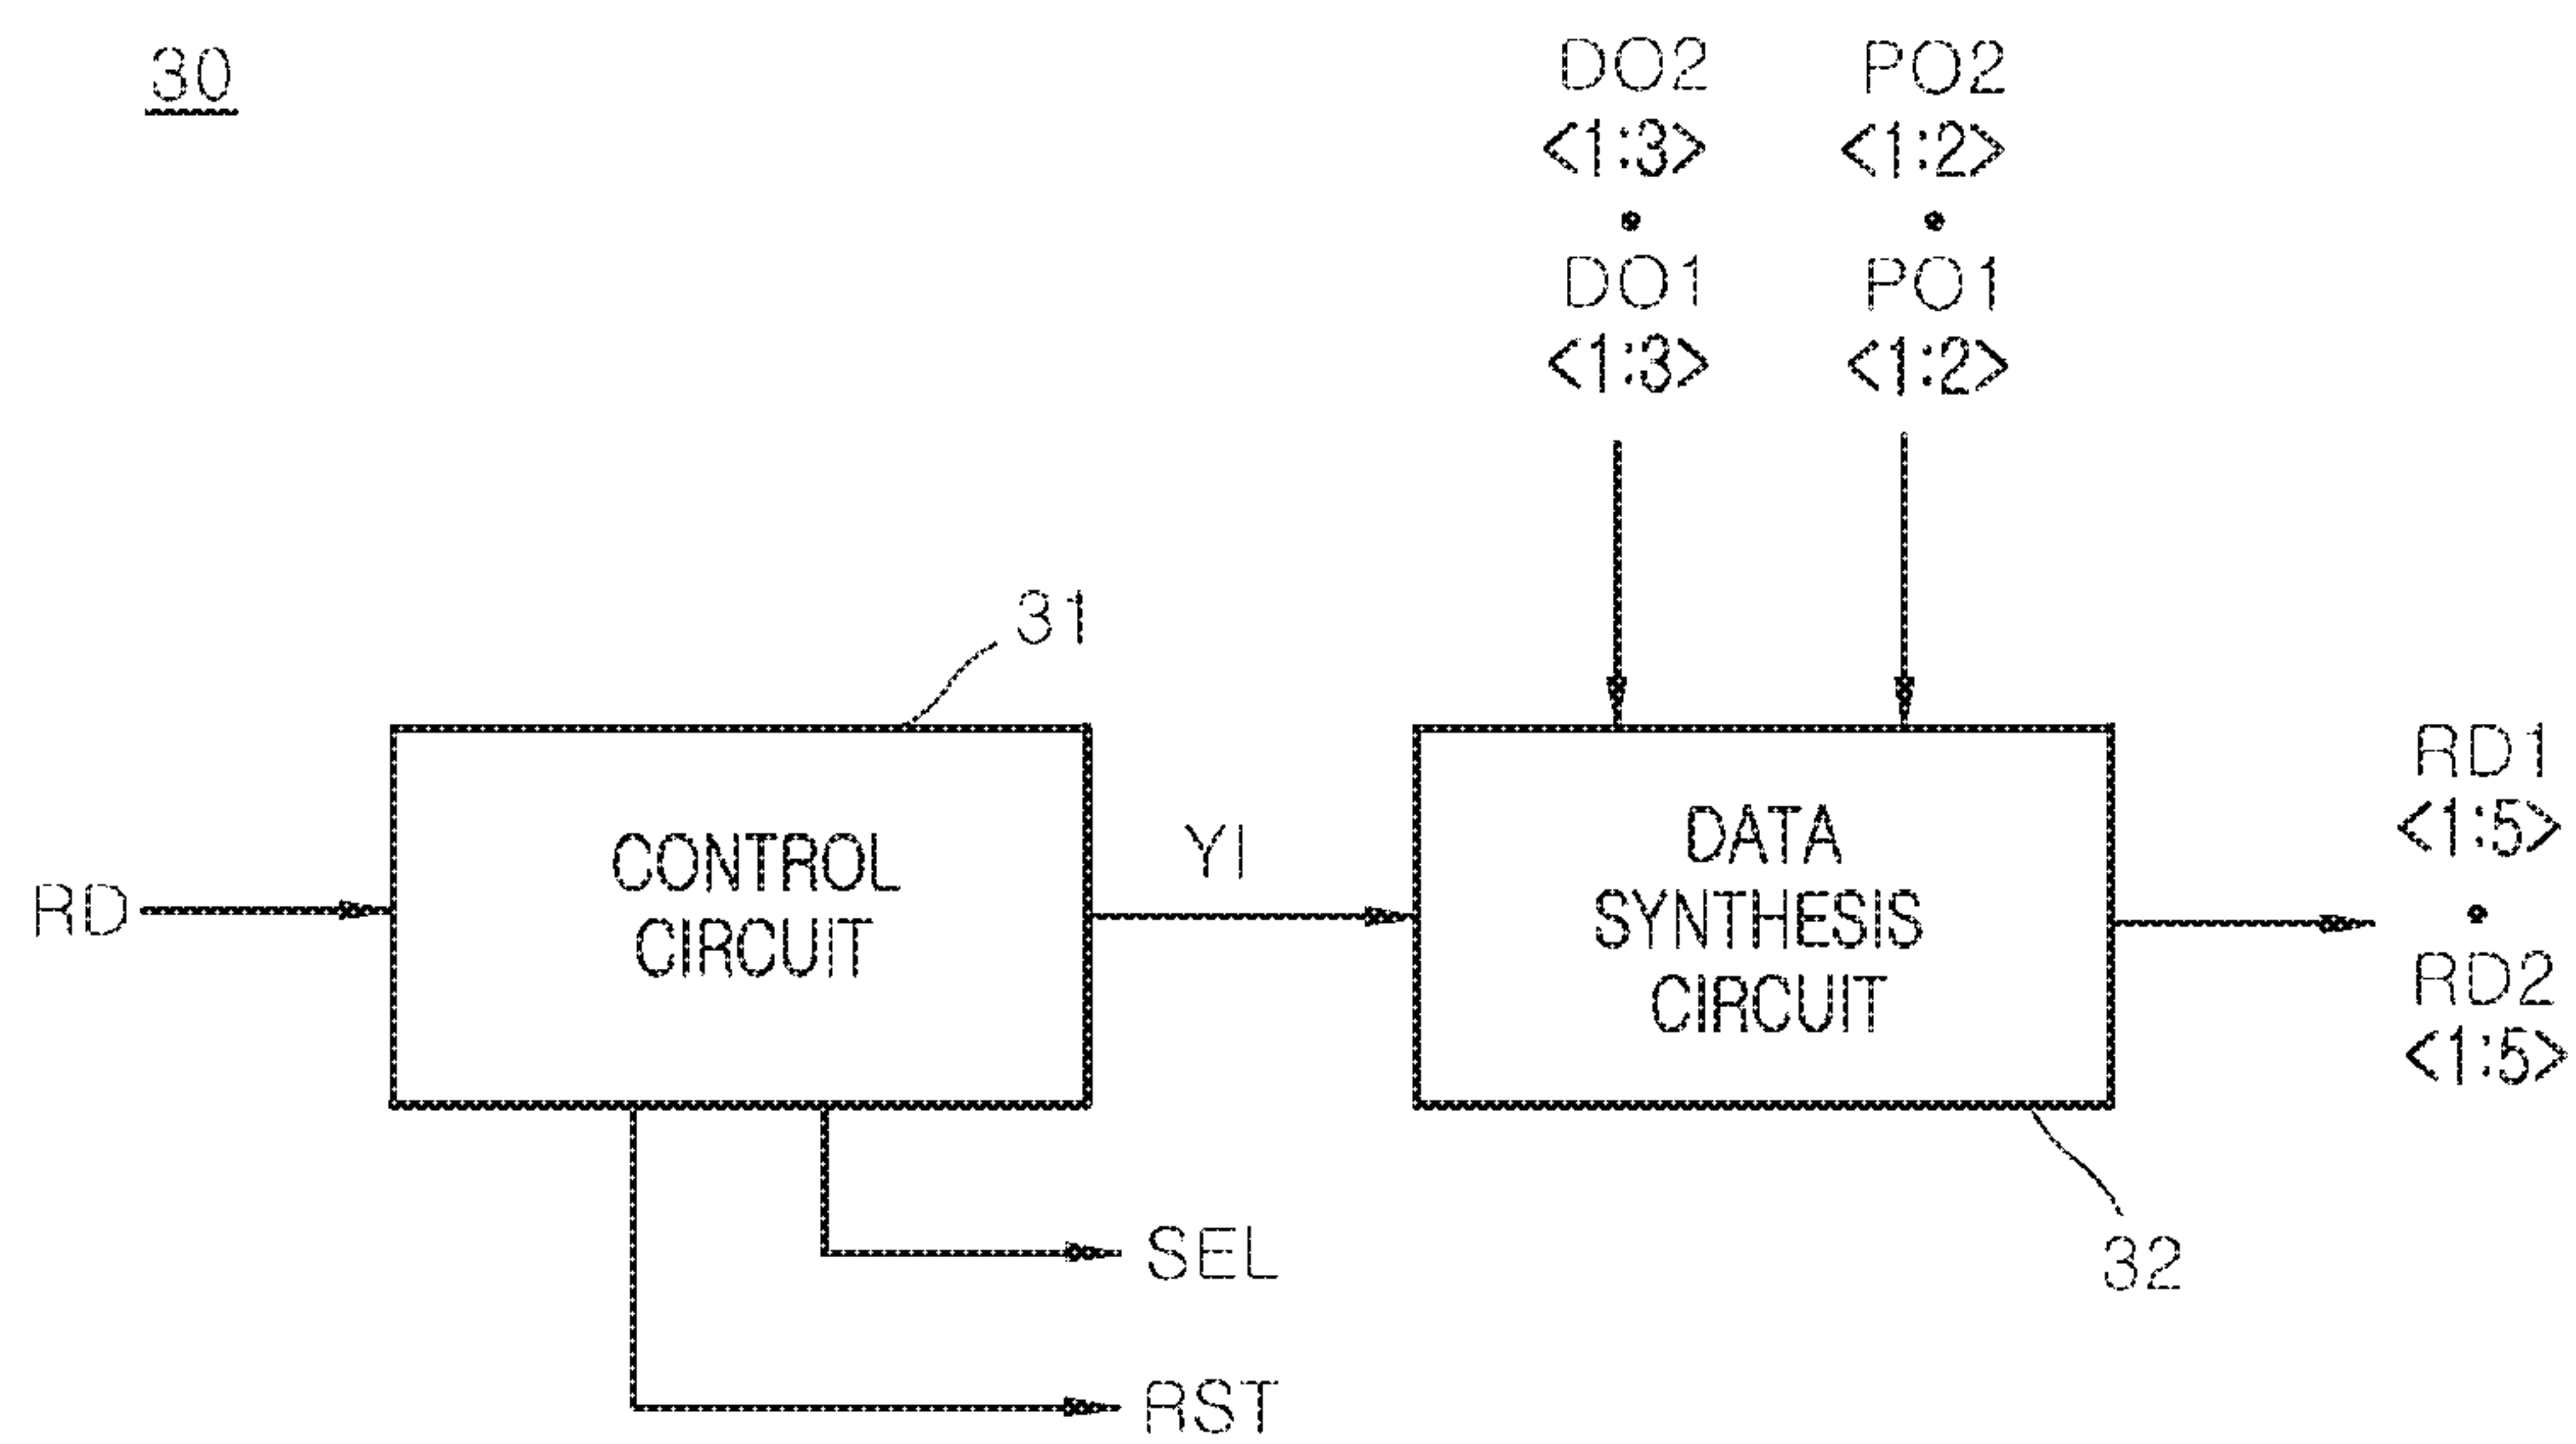 30
DO2
<1:3>
•
DO1
<1:3>
PO2
<1:2>
•
PO1
<1:2>
31
RD
CONTROL
CIRCUIT
YI
DATA
SYNTHESIS
CIRCUIT
RD1
<1:5>
•
RD2
<1:5>
SEL
RST
32